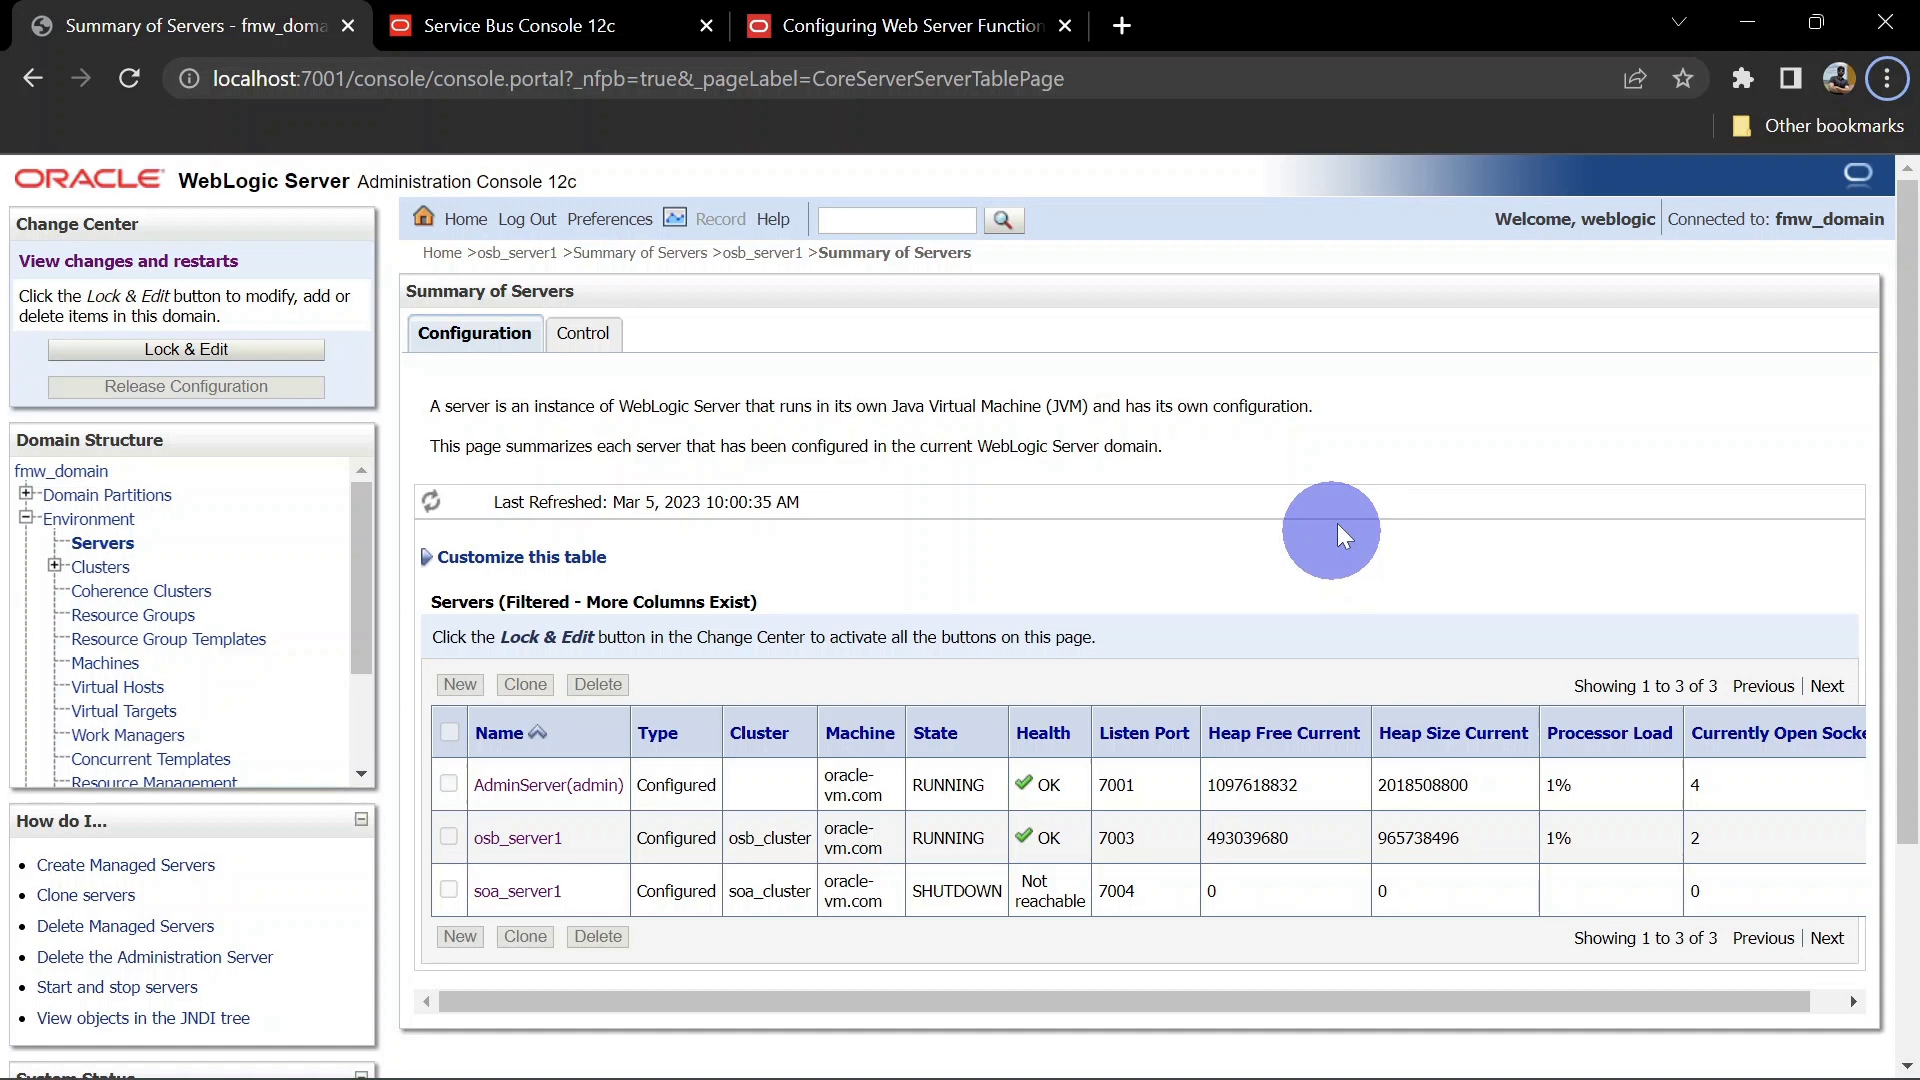 Summary of Servers - fmw_doma
Service Bus Console 12c
Configuring Web Server Function
localhost:7001/console/console.portal?_nfpb=true&_pageLabel=CoreServerServerTablePage
Other bookmarks
ORACLE WebLogic Server Administration Console 12c
Change Center
View changes and restarts
Click the Lock & Edit button to modify, add or
delete items in this domain.
Lock & Edit
Release Configuration
Domain Structure
fmw_domain
Domain Partitions
Environment
Servers
Clusters
Coherence Clusters
Resource Groups
Resource Group Templates
Machines
Virtual Hosts
Virtual Targets
Work Managers
Concurrent Templates
Resource Management
How do I...
Create Managed Servers
Clone servers
Delete Managed Servers
Delete the Administration Server
Start and stop servers
View objects in the JNDI tree
System Status
Home Log Out Preferences Record Help
Welcome, weblogic Connected to: fmw_domain
Home >osb_server1 >Summary of Servers >osb_server1 >Summary of Servers
Summary of Servers
Configuration Control
A server is an instance of WebLogic Server that runs in its own Java Virtual Machine (JVM) and has its own configuration.
This page summarizes each server that has been configured in the current WebLogic Server domain.
Last Refreshed: Mar 5, 2023 10:00:35 AM
Customize this table
Servers (Filtered - More Columns Exist)
Click the Lock & Edit button in the Change Center to activate all the buttons on this page.
New Clone Delete Showing 1 to 3 of 3 Previous Next
Name Type Cluster Machine State Health Listen Port Heap Free Current Heap Size Current Processor Load Currently Open Socke
AdminServer(admin) Configured oracle-vm.com RUNNING OK 7001 1097618832 2018508800 1% 4
osb_server1 Configured osb_cluster oracle-vm.com RUNNING OK 7003 493039680 965738496 1% 2
soa_server1 Configured soa_cluster oracle-vm.com SHUTDOWN Not reachable 7004 0 0 0
New Clone Delete Showing 1 to 3 of 3 Previous Next